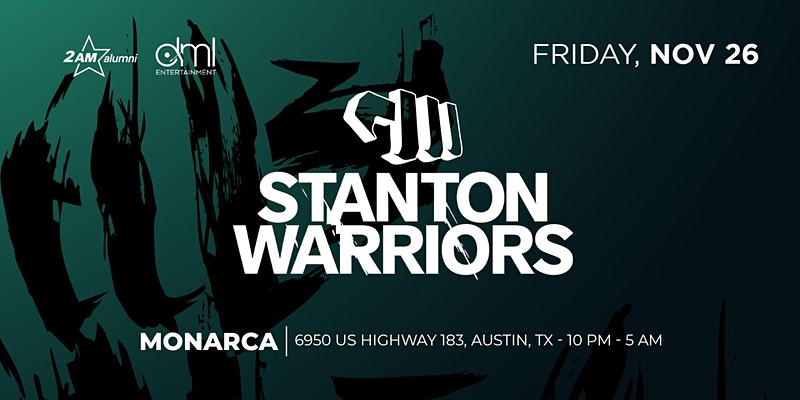 2AM alumni
dml
ENTERTAINMENT
FRIDAY, NOV 26
SW
STANTON
WARRIORS
MONARCA | 6950 US HIGHWAY 183, AUSTIN, TX - 10 PM - 5 AM